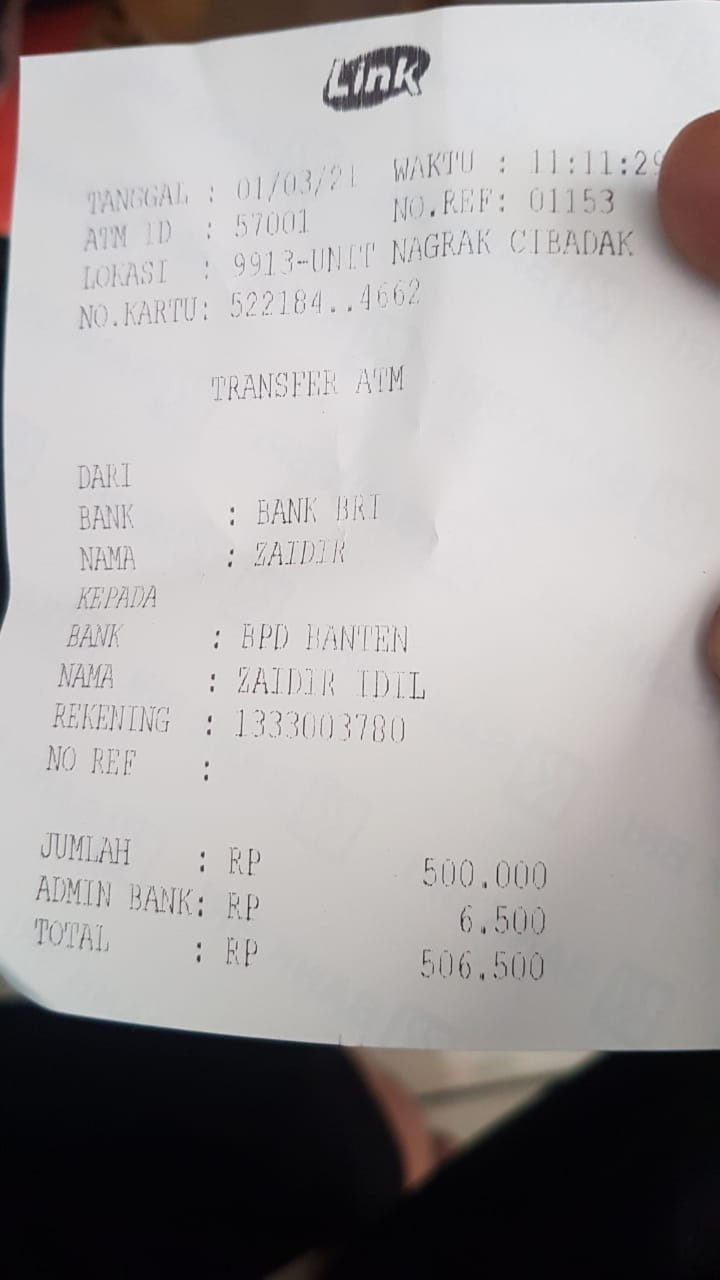 Link
TANGGAL : 01/03/21 WAKTU : 11:11:29
ATM ID : 57001 NO.REF: 01153
LOKASI : 9913-UNIT NAGRAK CIBADAK
NO.KARTU: 522184..4662
TRANSFER ATM
DARI
BANK : BANK BRI
NAMA : ZAIDIR
KEPADA
BANK : BPD BANTEN
NAMA : ZAIDIR IDIL
REKENING : 1333003780
NO REF :
JUMLAH : RP 500.000
ADMIN BANK: RP 6.500
TOTAL : RP 506.500